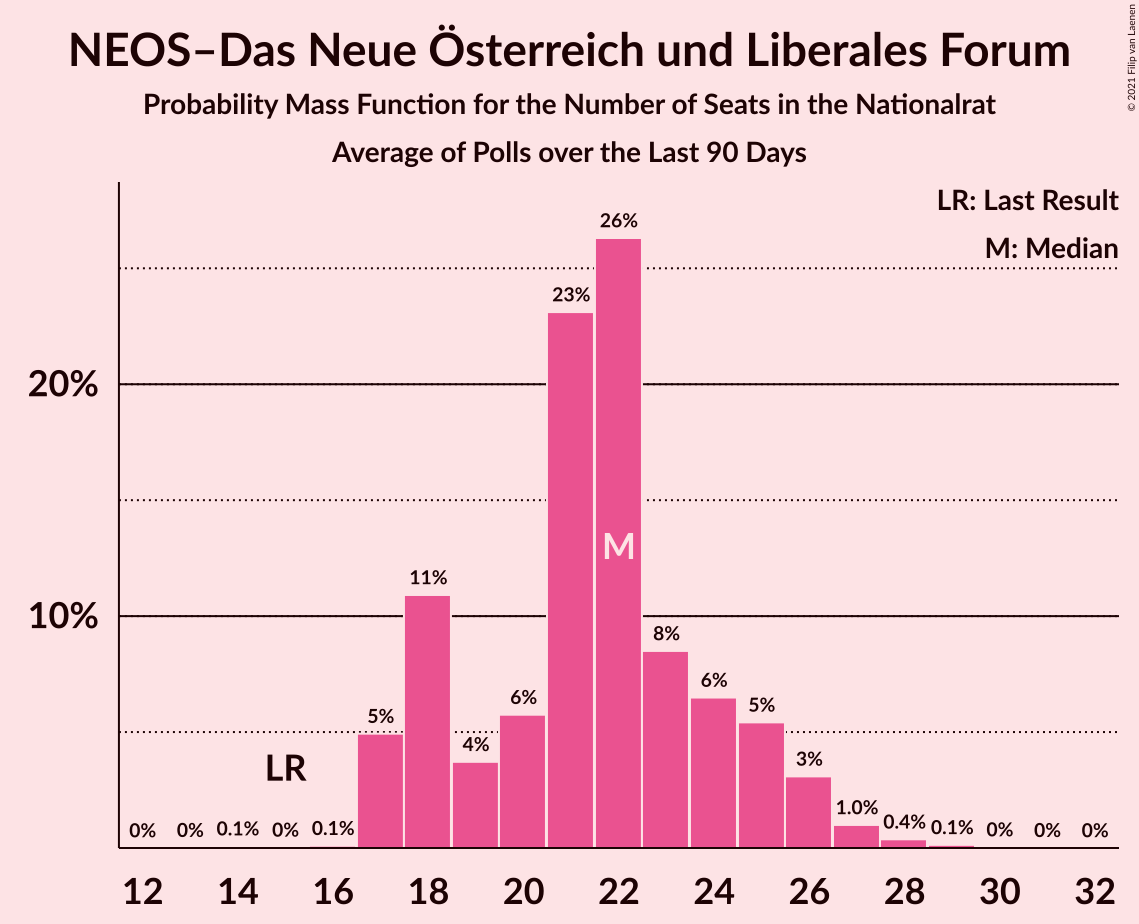 NEOS–Das Neue Österreich und Liberales Forum
Probability Mass Function for the Number of Seats in the Nationalrat
Average of Polls over the Last 90 Days
© 2021 Filip van Laenen
LR: Last Result
M: Median
26%
23%
20%
M
11%
10%
8%
6%
6%
5%
5%
4%
3%
LR
1.0%
0.4%
0% 0% 0.1% 0% 0.1% 0.1% 0% 0% 0%
12 14 16 18 20 22 24 26 28 30 32